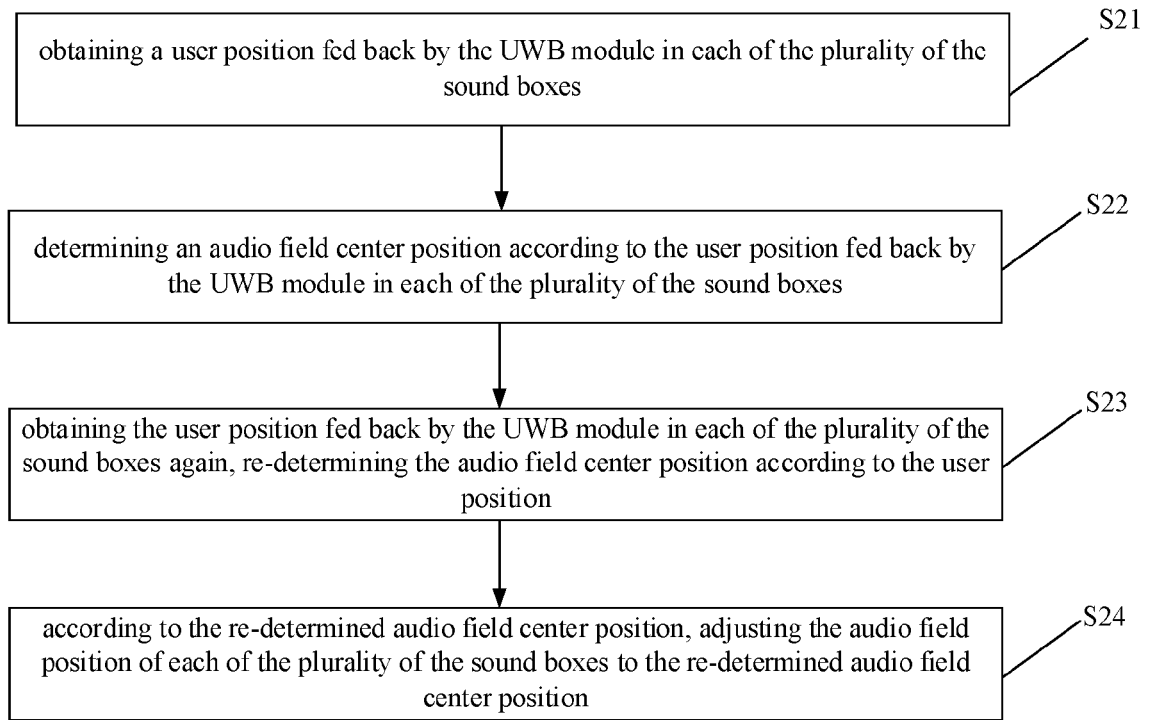 S21
obtaining a user position fed back by the UWB module in each of the plurality of the
sound boxes
S22
determining an audio field center position according to the user position fed back by
the UWB module in each of the plurality of the sound boxes
S23
obtaining the user position fed back by the UWB module in each of the plurality of the
sound boxes again, re-determining the audio field center position according to the user
position
S24
according to the re-determined audio field center position, adjusting the audio field
position of each of the plurality of the sound boxes to the re-determined audio field
center position